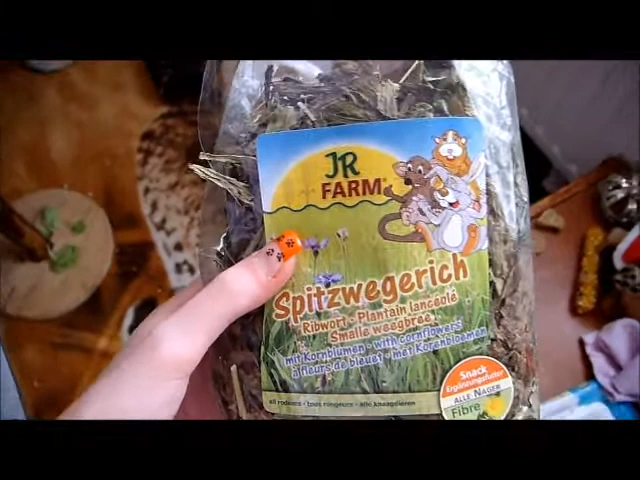 JR
FARM®
Spitzwegerich
Ribwort - Plantain lancéolé
Smalle weegbree
mit Kornblumen - with cornflowers
à fleurs de bleuet - met Korenbloemen
all rodents - tous rongeurs - alle knaagdieren
Snack
Ergänzungsfutter
ALLE NAGER
Fibre